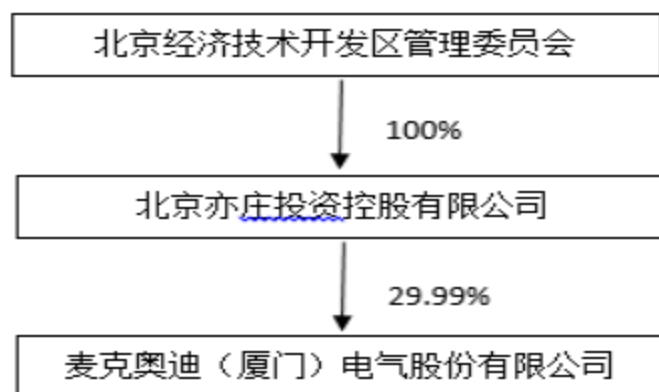 北京经济技术开发区管理委员会
100%
北京亦庄投资控股有限公司
29.99%
麦克奥迪（厦门）电气股份有限公司